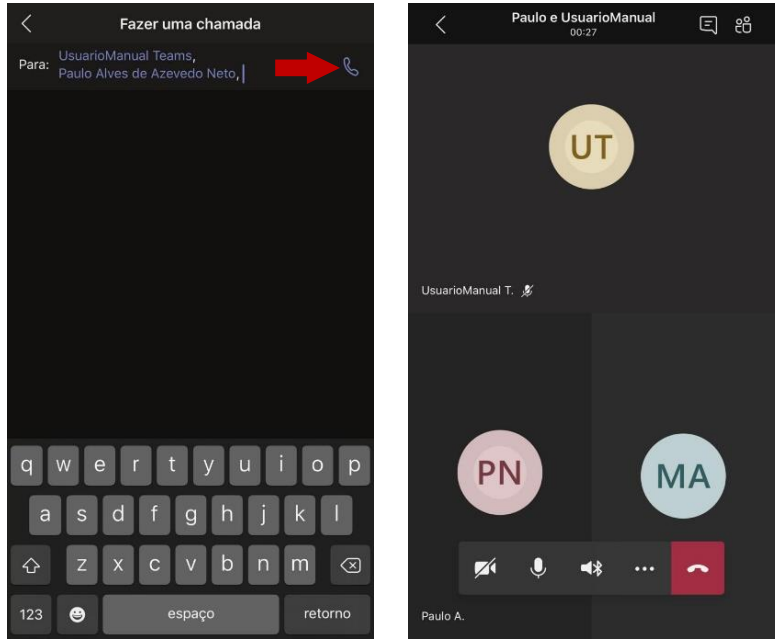 Fazer uma chamada
Para:
UsuarioManual Teams,
Paulo Alves de Azevedo Neto,
q w e r t y u i o p
a s d f g h j k l
z x c v b n m
123
espaço
retorno
Paulo e UsuarioManual
00:27
UT
UsuarioManual T.
PN
MA
Paulo A.